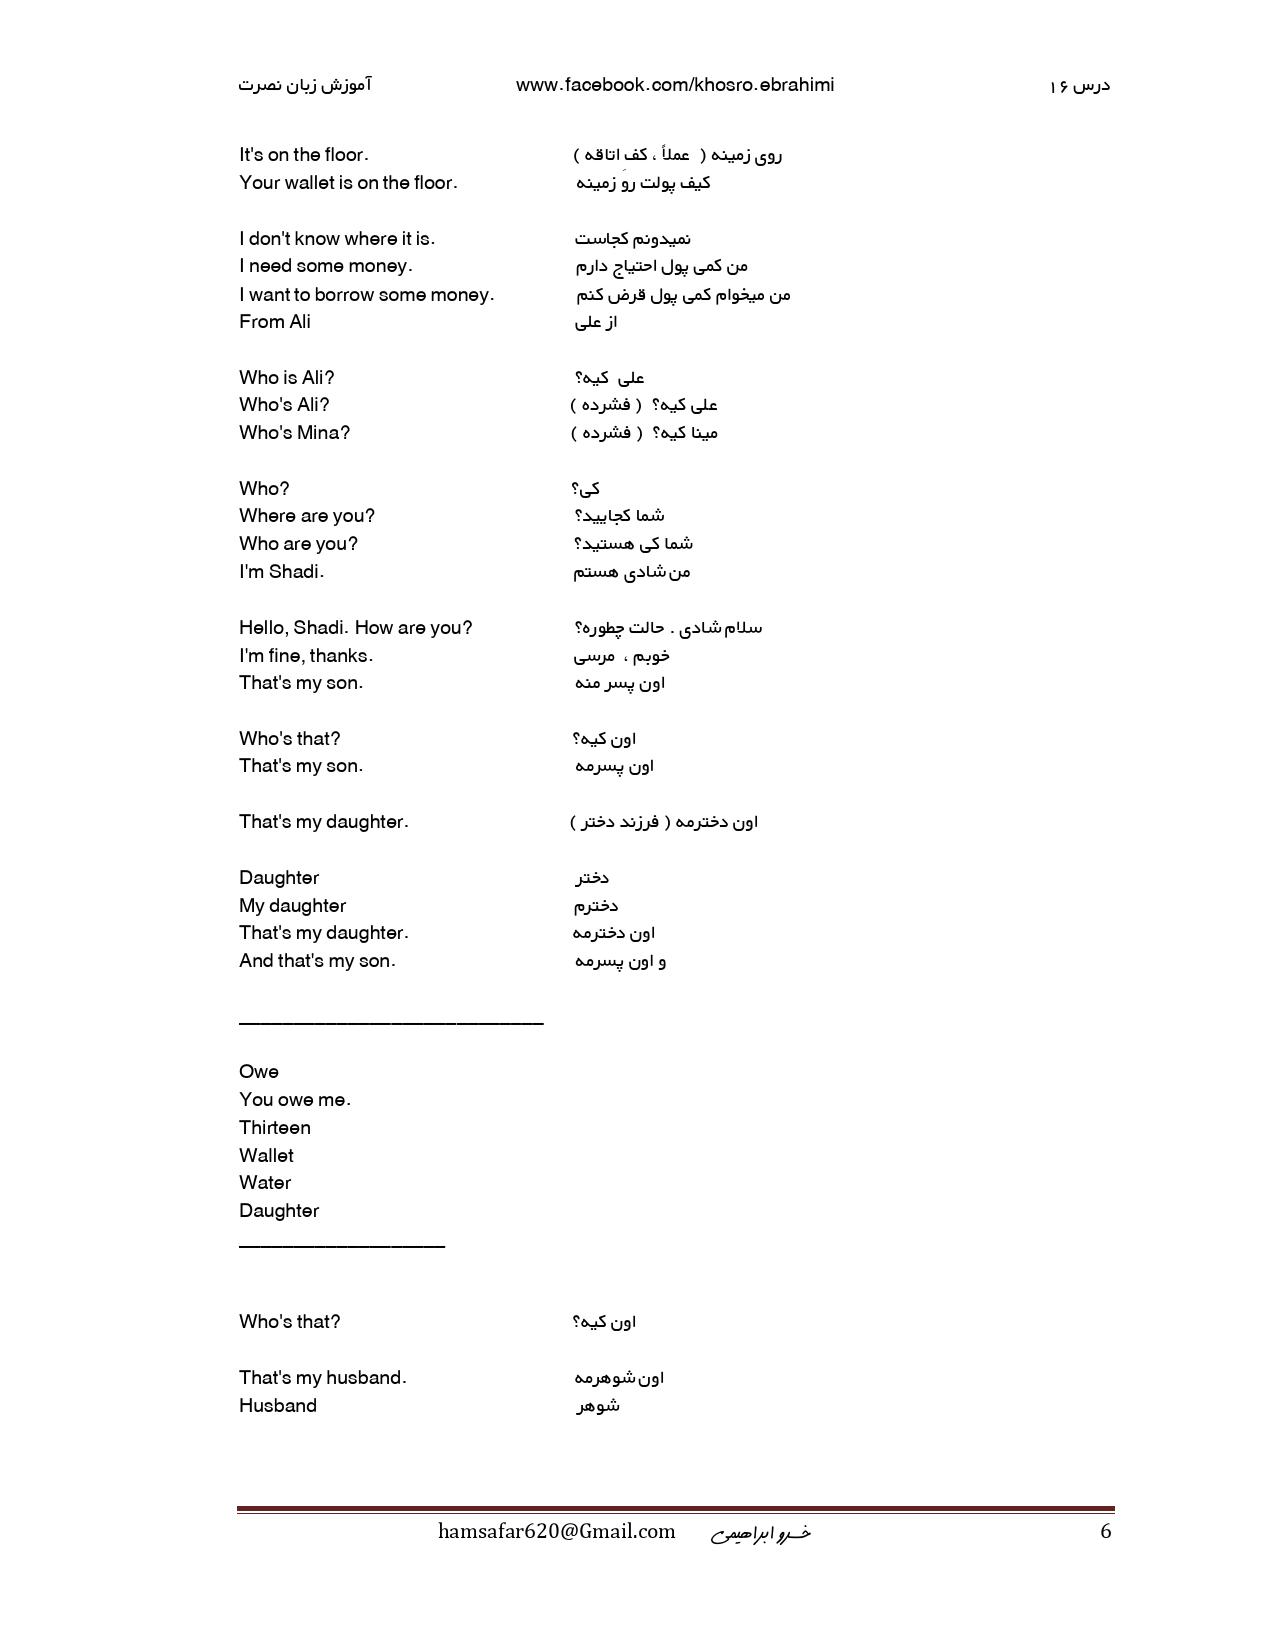 آموزش زبان نصرت www.facebook.com/khosro.ebrahimi درس ۱۶
It's on the floor. روی زمینه ( عملاً ، کفِ اتاقه )
Your wallet is on the floor. کیف پولت روَ زمینه
I don't know where it is. نمیدونم کجاست
I need some money. من کمی پول احتیاج دارم
I want to borrow some money. من میخوام کمی پول قرض کنم
From Ali از علی
Who is Ali? علی کیه؟
Who's Ali? علی کیه؟ ( فشرده )
Who's Mina? مینا کیه؟ ( فشرده )
Who? کی؟
Where are you? شما کجایید؟
Who are you? شما کی هستید؟
I'm Shadi. من شادی هستم
Hello, Shadi. How are you? سلام شادی . حالت چطوره؟
I'm fine, thanks. خوبم ، مرسی
That's my son. اون پسر منه
Who's that? اون کیه؟
That's my son. اون پسرمه
That's my daughter. اون دخترمه ( فرزند دختر )
Daughter دختر
My daughter دخترم
That's my daughter. اون دخترمه
And that's my son. و اون پسرمه
Owe
You owe me.
Thirteen
Wallet
Water
Daughter
Who's that? اون کیه؟
That's my husband. اون شوهرمه
Husband شوهر
hamsafar620@Gmail.com خسرو ابراهیمی 6